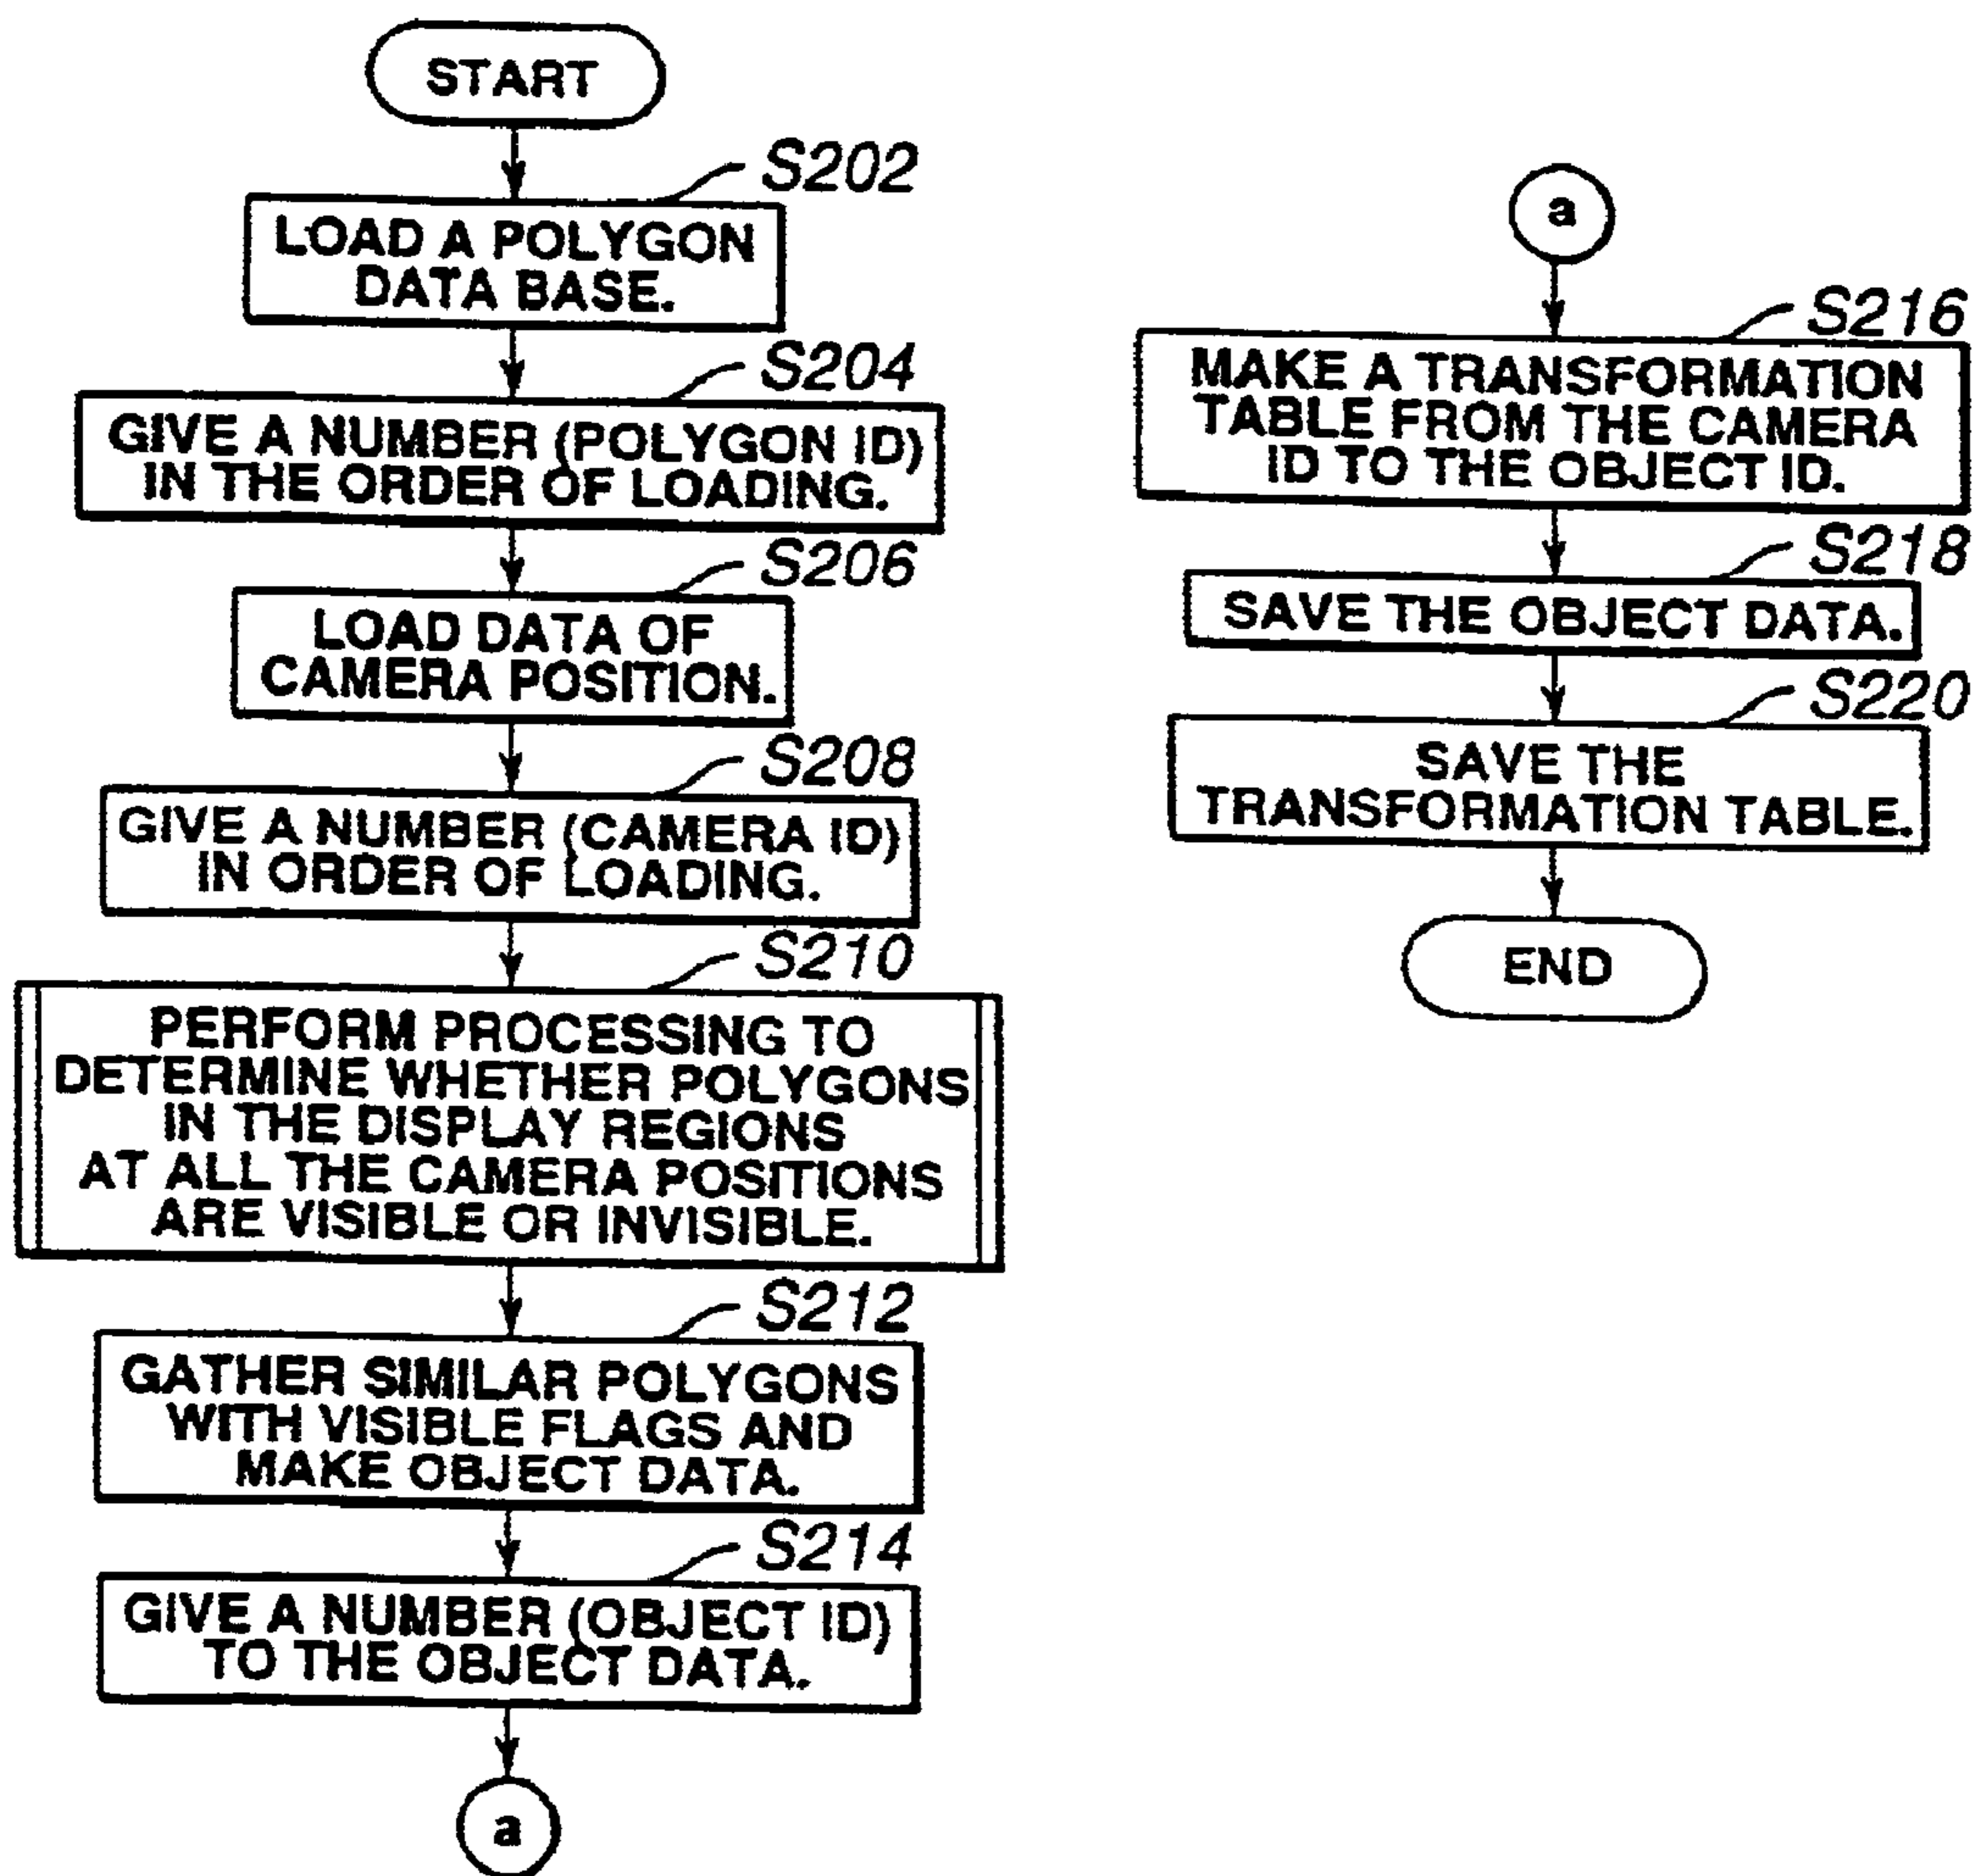 START
S202
LOAD A POLYGON
DATA BASE.
S204
GIVE A NUMBER (POLYGON ID)
IN THE ORDER OF LOADING.
S206
LOAD DATA OF
CAMERA POSITION.
S208
GIVE A NUMBER (CAMERA ID)
IN ORDER OF LOADING.
S210
PERFORM PROCESSING TO
DETERMINE WHETHER POLYGONS
IN THE DISPLAY REGIONS
AT ALL THE CAMERA POSITIONS
ARE VISIBLE OR INVISIBLE.
S212
GATHER SIMILAR POLYGONS
WITH VISIBLE FLAGS AND
MAKE OBJECT DATA.
S214
GIVE A NUMBER (OBJECT ID)
TO THE OBJECT DATA.
a
a
S216
MAKE A TRANSFORMATION
TABLE FROM THE CAMERA
ID TO THE OBJECT ID.
S218
SAVE THE OBJECT DATA.
S220
SAVE THE
TRANSFORMATION TABLE.
END